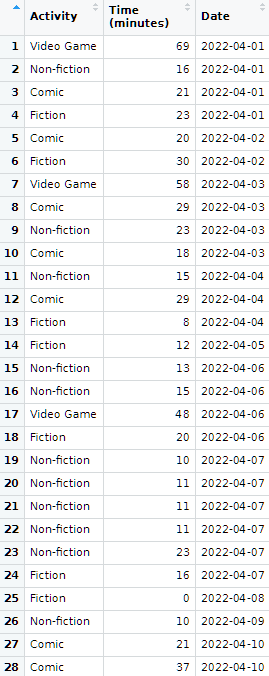 Activity Time (minutes) Date
1 Video Game 69 2022-04-01
2 Non-fiction 16 2022-04-01
3 Comic 21 2022-04-01
4 Fiction 23 2022-04-01
5 Comic 20 2022-04-02
6 Fiction 30 2022-04-02
7 Video Game 58 2022-04-03
8 Comic 29 2022-04-03
9 Non-fiction 23 2022-04-03
10 Comic 18 2022-04-03
11 Non-fiction 15 2022-04-04
12 Comic 29 2022-04-04
13 Fiction 8 2022-04-04
14 Fiction 12 2022-04-05
15 Non-fiction 13 2022-04-06
16 Non-fiction 15 2022-04-06
17 Video Game 48 2022-04-06
18 Fiction 20 2022-04-06
19 Non-fiction 10 2022-04-07
20 Non-fiction 11 2022-04-07
21 Non-fiction 11 2022-04-07
22 Non-fiction 11 2022-04-07
23 Non-fiction 23 2022-04-07
24 Fiction 16 2022-04-07
25 Fiction 0 2022-04-08
26 Non-fiction 10 2022-04-09
27 Comic 21 2022-04-10
28 Comic 37 2022-04-10